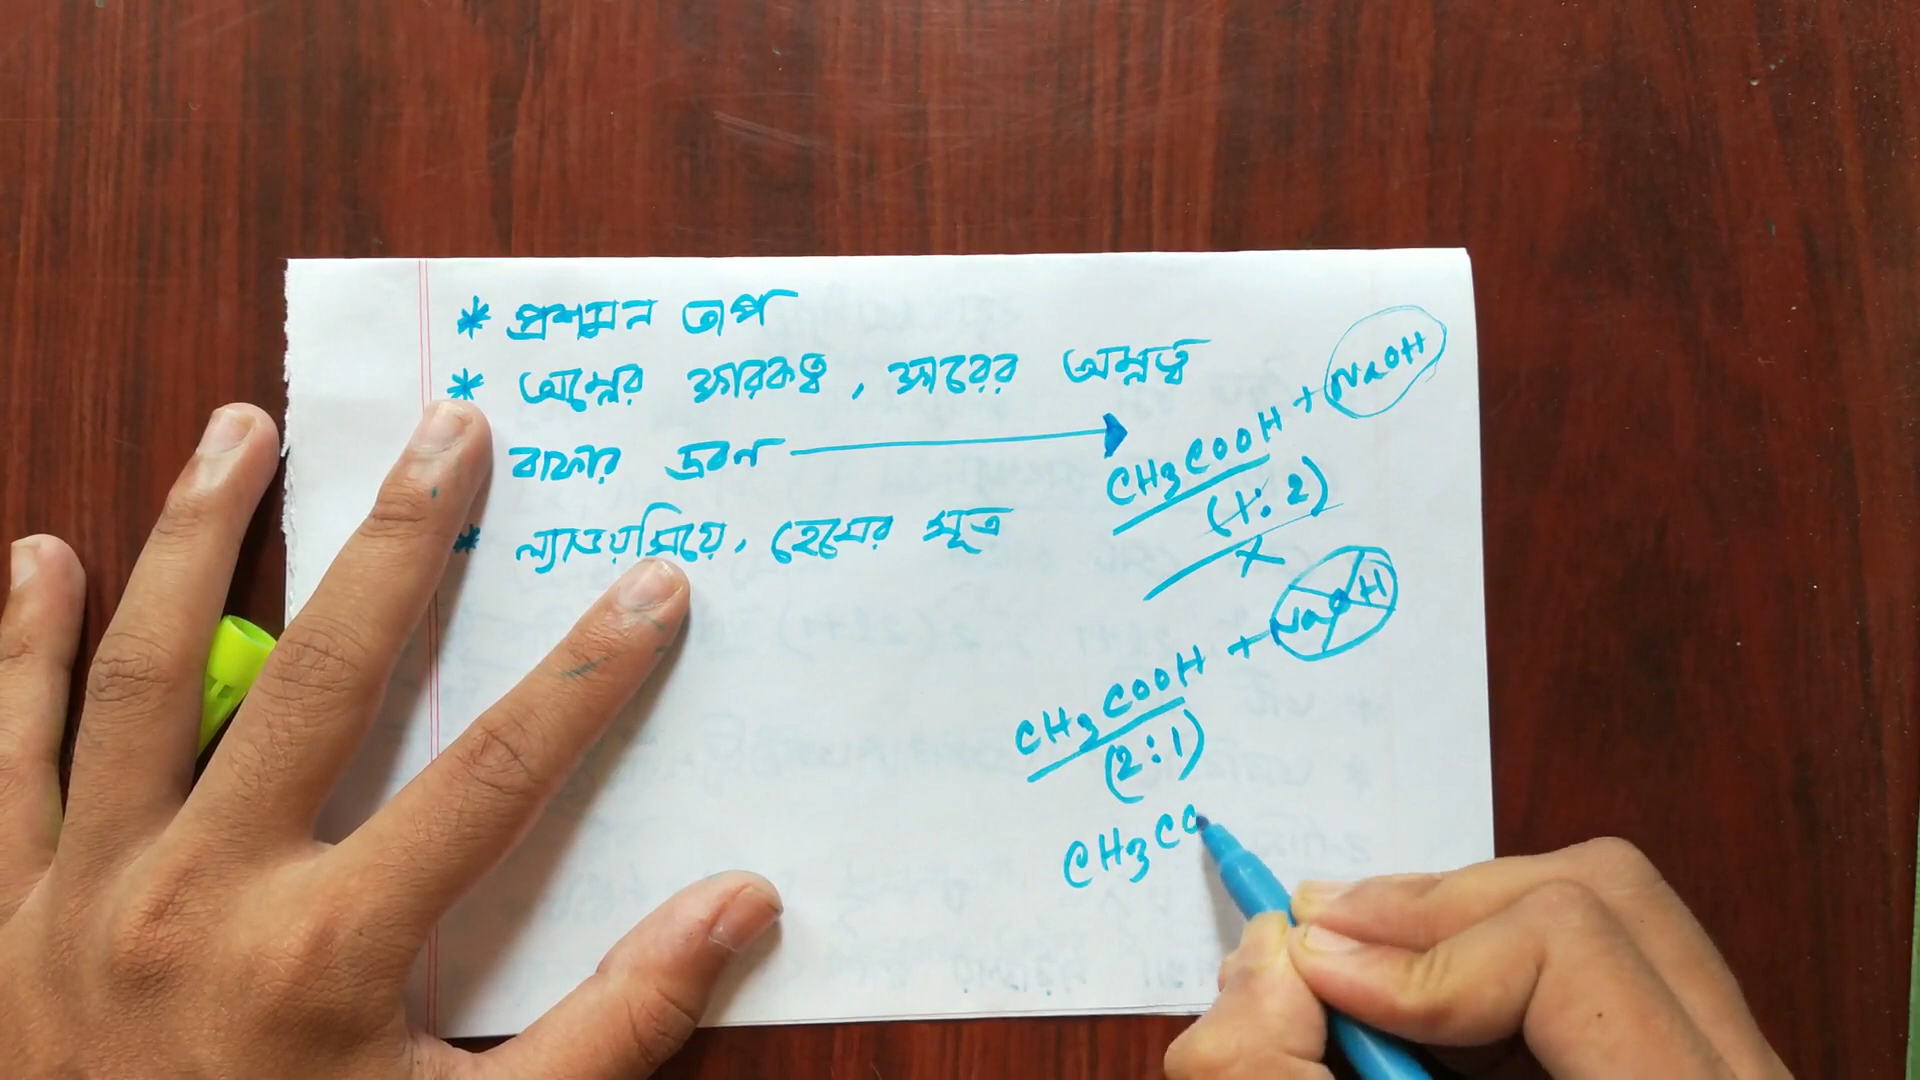 * প্রশমন তাপ
* অম্লের ক্ষারকত্ব, ক্ষারের অম্লত্ব
বাফার দ্রবণ →
* ল্যাভয়সিয়ে, হেসের সূত্র
CH3COOH + NaOH
(1:2)
X
CH3COOH + NaOH
(2:1)
CH3CO